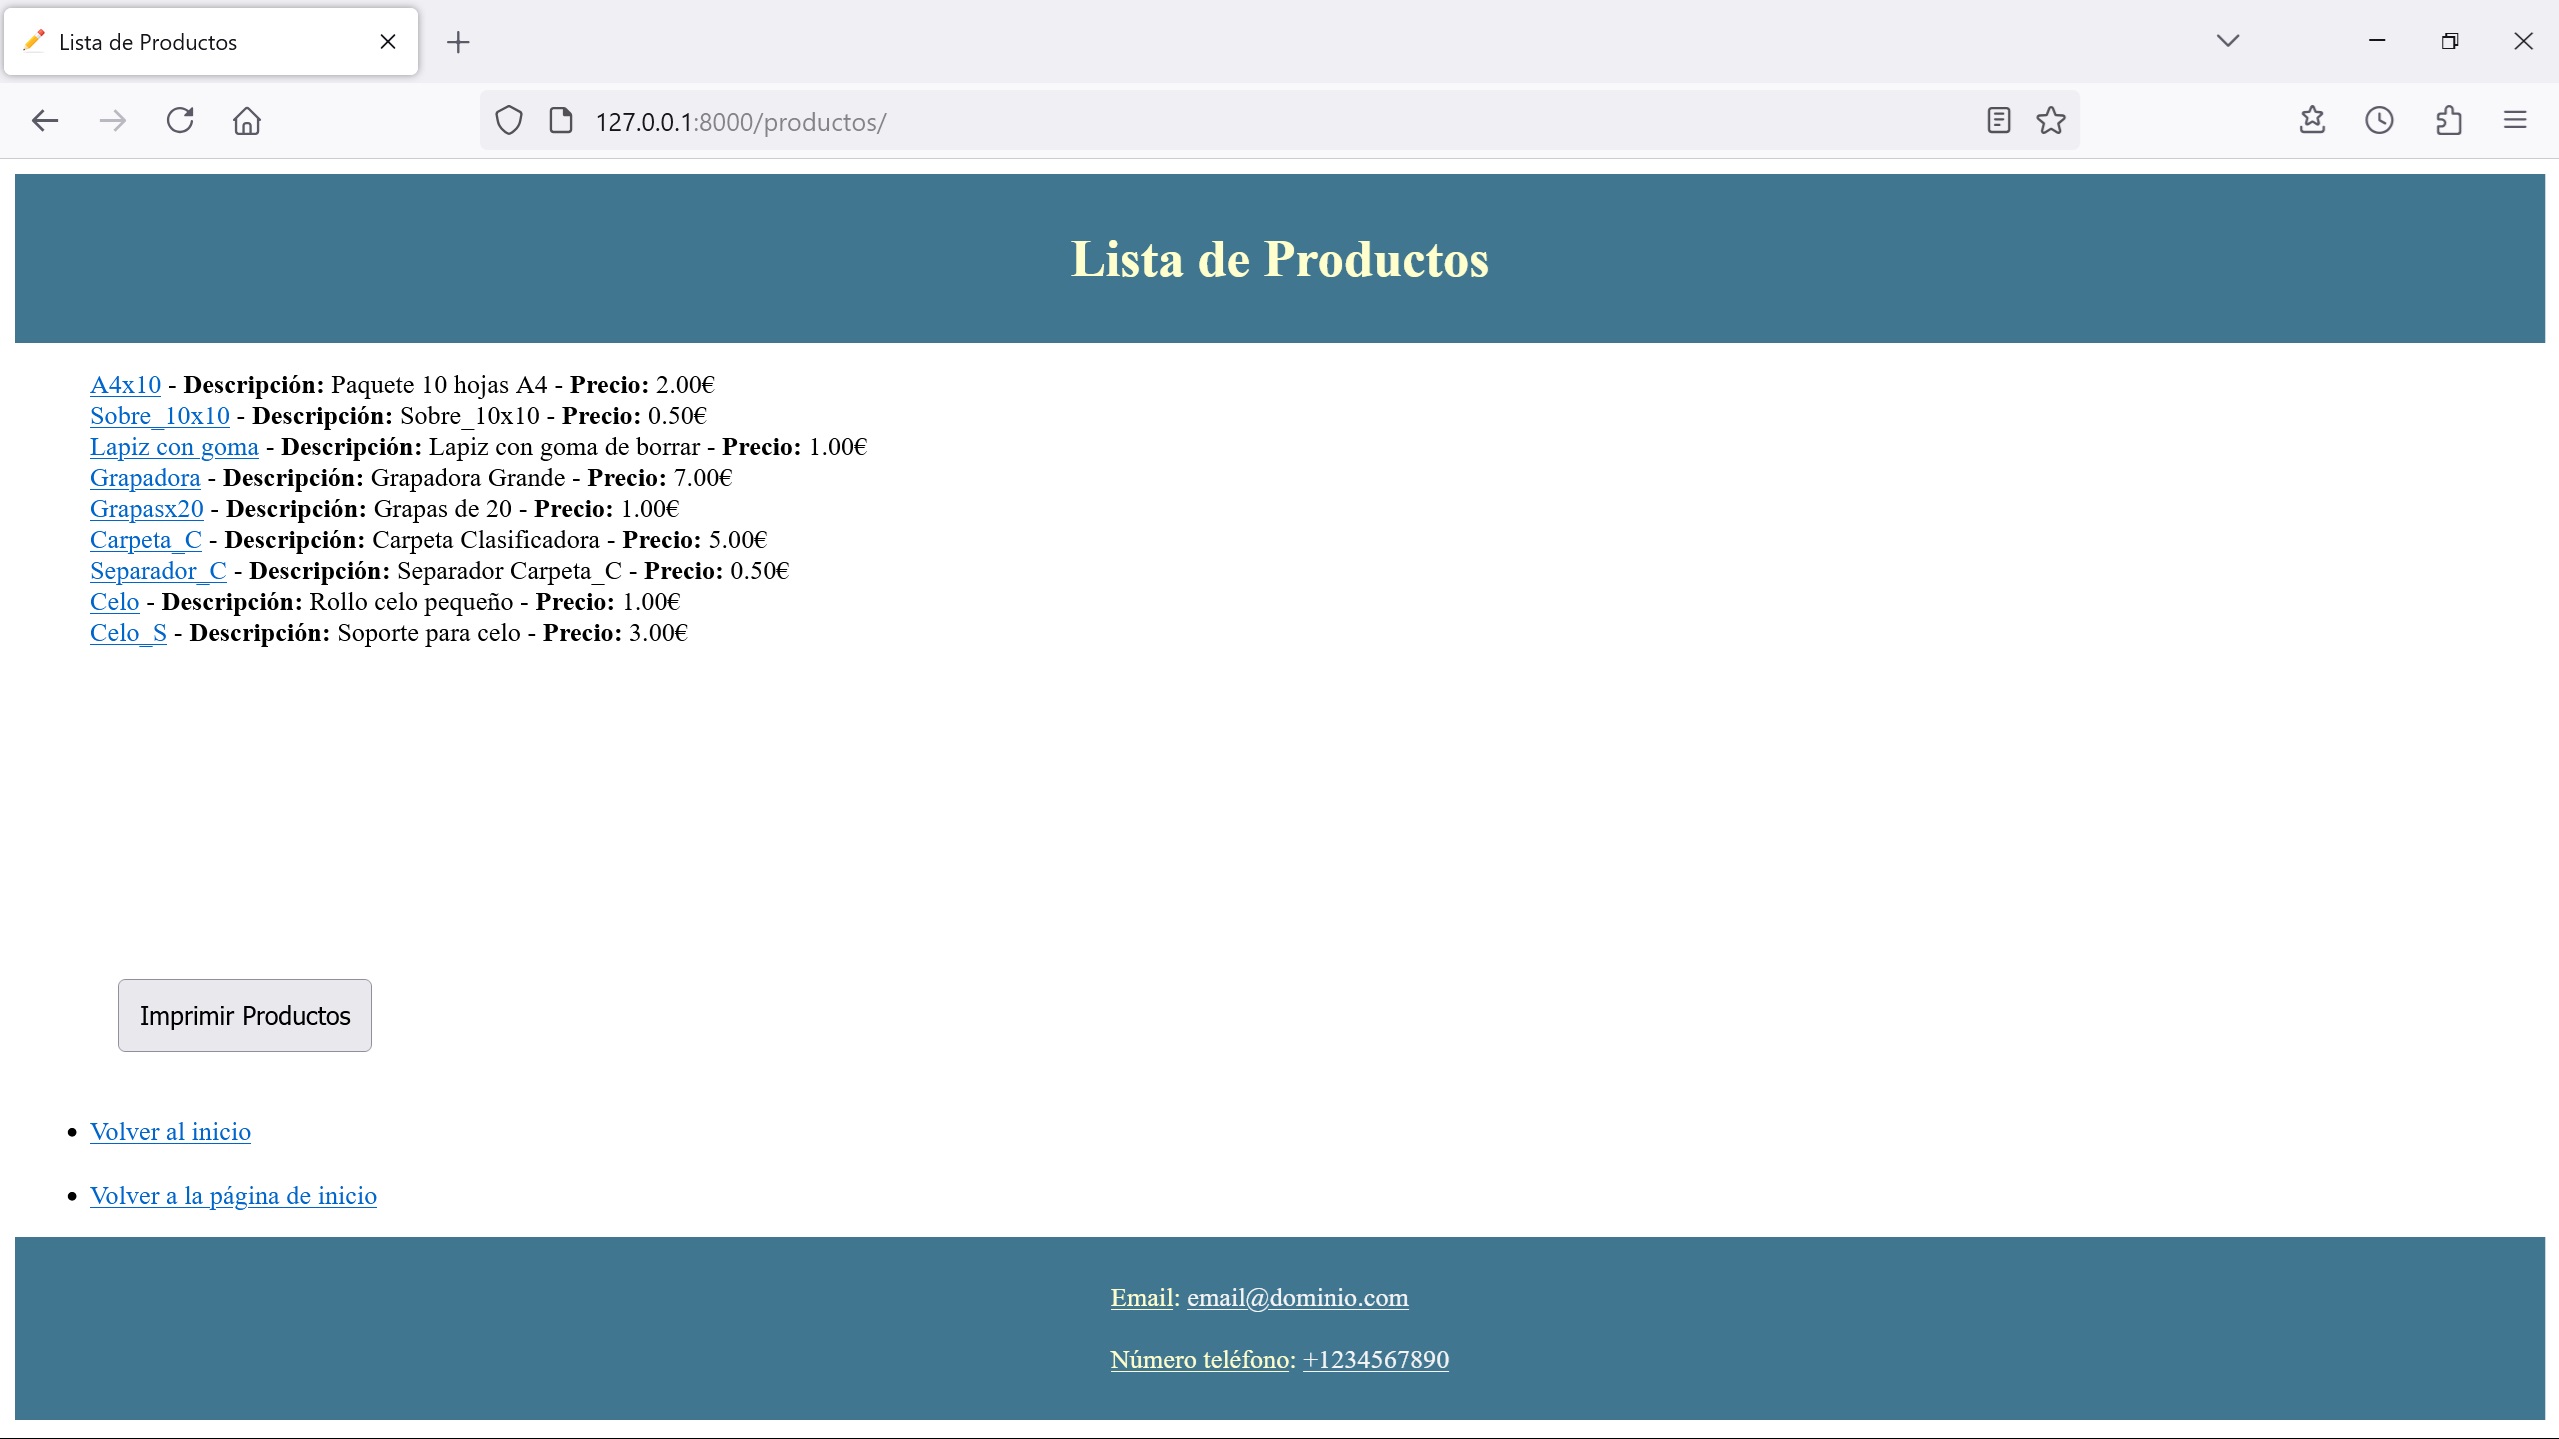 Lista de Productos
127.0.0.1:8000/productos/
Lista de Productos
A4x10 - Descripción: Paquete 10 hojas A4 - Precio: 2.00€
Sobre_10x10 - Descripción: Sobre_10x10 - Precio: 0.50€
Lapiz con goma - Descripción: Lapiz con goma de borrar - Precio: 1.00€
Grapadora - Descripción: Grapadora Grande - Precio: 7.00€
Grapasx20 - Descripción: Grapas de 20 - Precio: 1.00€
Carpeta_C - Descripción: Carpeta Clasificadora - Precio: 5.00€
Separador_C - Descripción: Separador Carpeta_C - Precio: 0.50€
Celo - Descripción: Rollo celo pequeño - Precio: 1.00€
Celo_S - Descripción: Soporte para celo - Precio: 3.00€
Imprimir Productos
• Volver al inicio
• Volver a la página de inicio
Email: email@dominio.com
Número teléfono: +1234567890